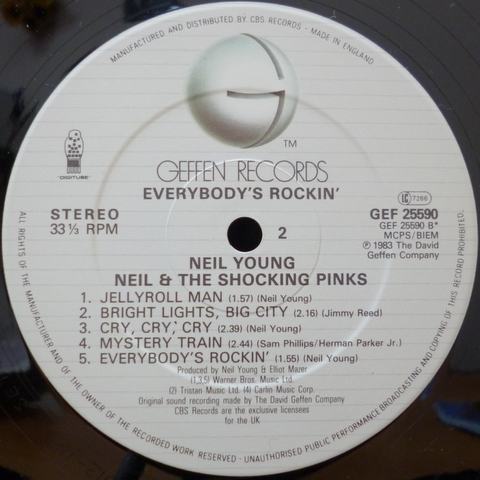 MANUFACTURED AND DISTRIBUTED BY CBS RECORDS - MADE IN ENGLAND
TM
GEFFEN RECORDS
EVERYBODY'S ROCKIN'
"DIGITUBE"
STEREO
33⅓ RPM
2
LC 7266
GEF 25590
GEF 25590 B*
MCPS/BIEM
℗ 1983 The David
Geffen Company
NEIL YOUNG
NEIL & THE SHOCKING PINKS
1. JELLYROLL MAN (1.57) (Neil Young)
2. BRIGHT LIGHTS, BIG CITY (2.16) (Jimmy Reed)
3. CRY, CRY, CRY (2.39) (Neil Young)
4. MYSTERY TRAIN (2.44) (Sam Phillips/Herman Parker Jr.)
5. EVERYBODY'S ROCKIN' (1.55) (Neil Young)
Produced by Neil Young & Elliot Mazer
(1,3,5) Warner Bros. Music Ltd.
(2) Tristan Music Ltd. (4) Carlin Music Corp.
Original sound recording made by The David Geffen Company
CBS Records are the exclusive licensees
for the UK
ALL RIGHTS OF THE MANUFACTURER AND OF THE OWNER OF THE RECORDED WORK RESERVED - UNAUTHORISED PUBLIC PERFORMANCE BROADCASTING AND COPYING OF THIS RECORD PROHIBITED.